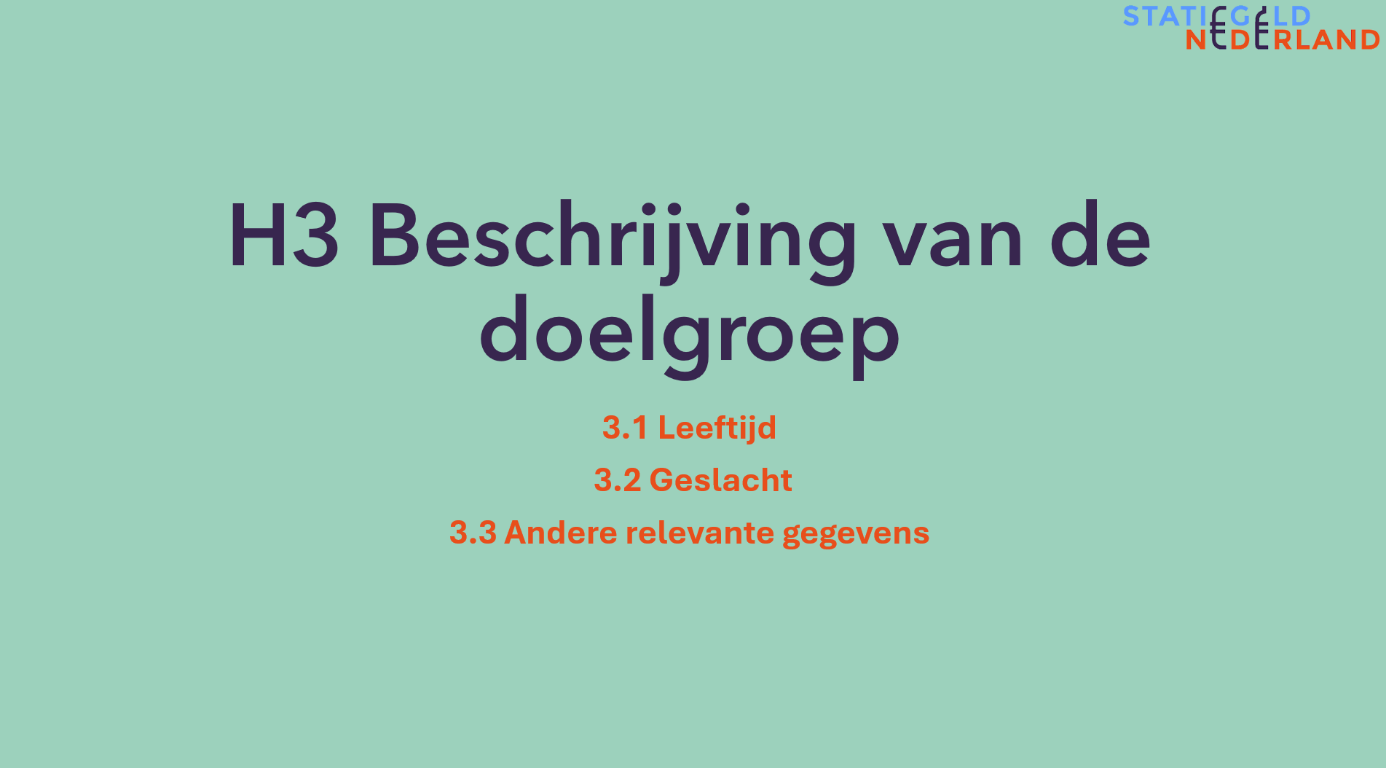 STATIEGELD
NEDERLAND
H3 Beschrijving van de
doelgroep
3.1 Leeftijd
3.2 Geslacht
3.3 Andere relevante gegevens